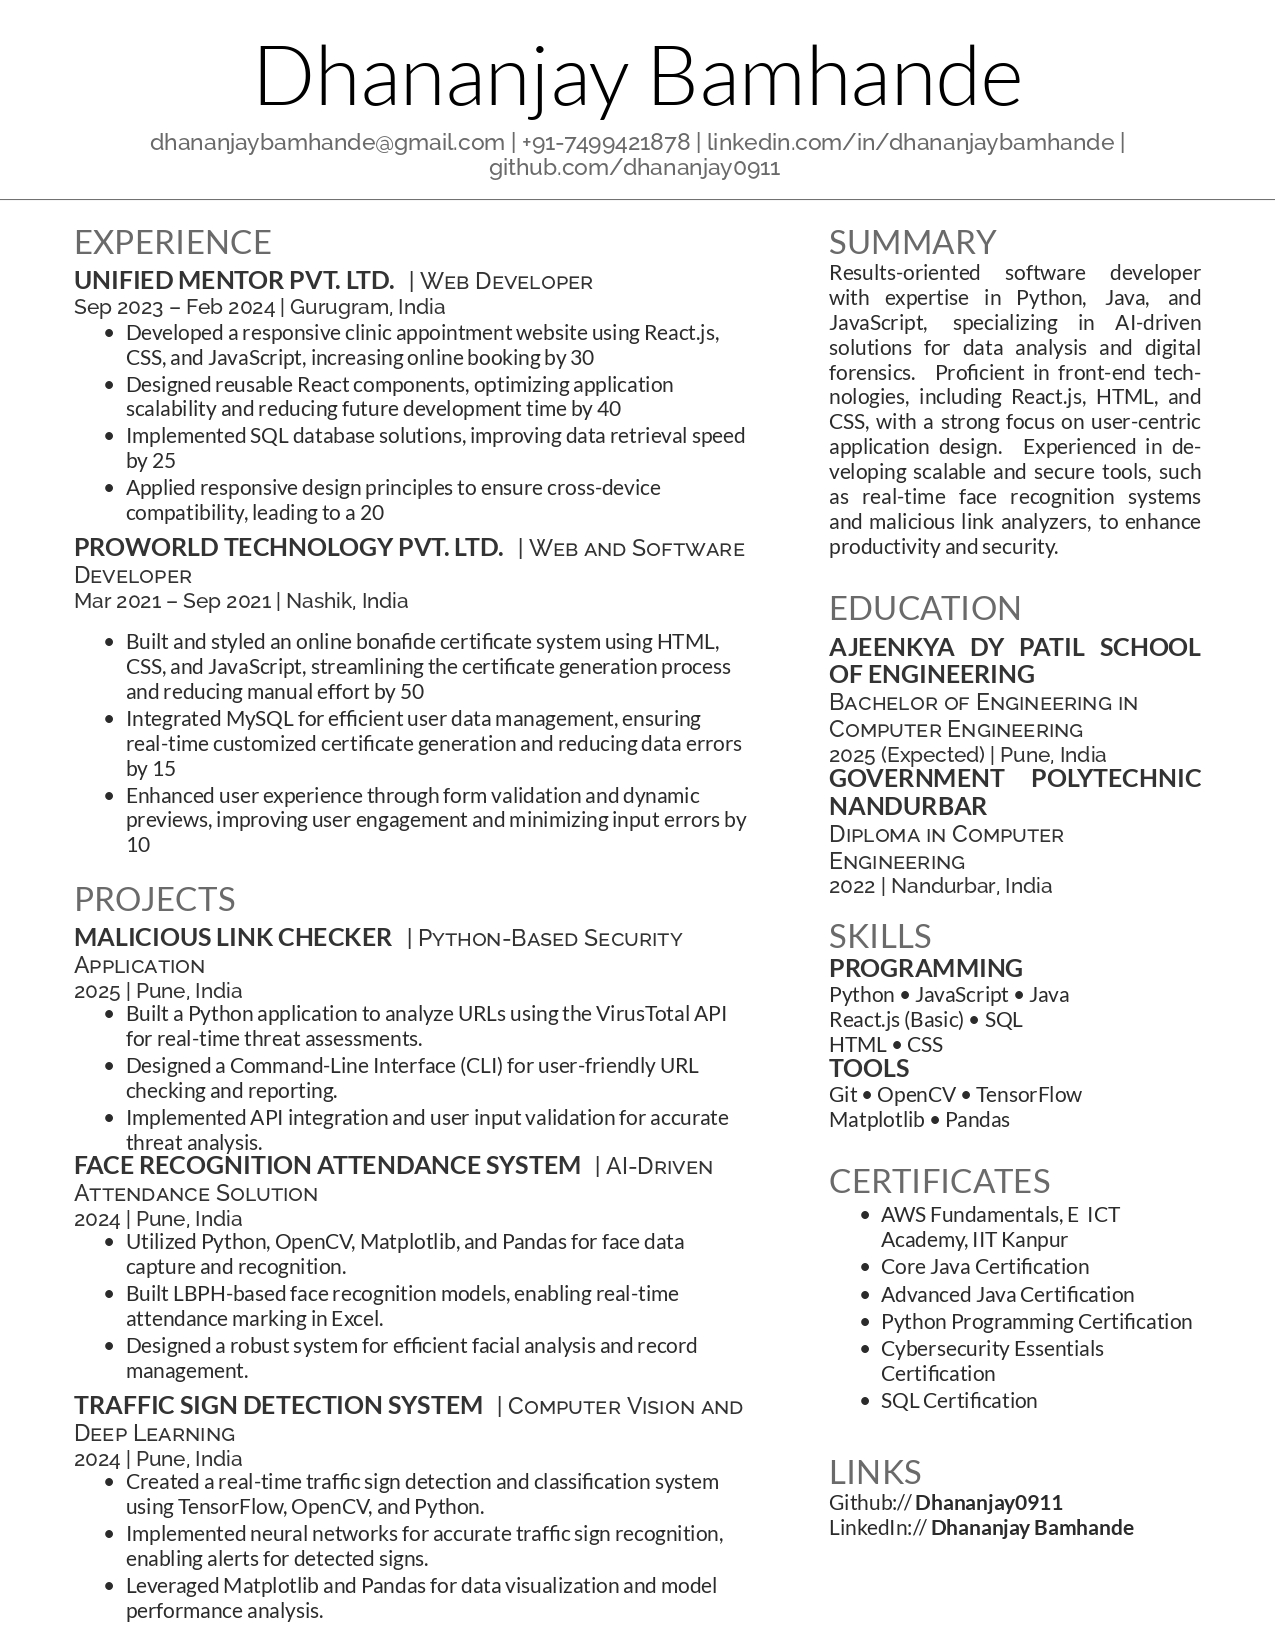 Dhananjay Bamhande
dhananjaybamhande@gmail.com | +91-7499421878 | linkedin.com/in/dhananjaybamhande |
github.com/dhananjay0911
EXPERIENCE
UNIFIED MENTOR PVT. LTD. | Web Developer
Sep 2023 – Feb 2024 | Gurugram, India
• Developed a responsive clinic appointment website using React.js,
CSS, and JavaScript, increasing online booking by 30
• Designed reusable React components, optimizing application
scalability and reducing future development time by 40
• Implemented SQL database solutions, improving data retrieval speed
by 25
• Applied responsive design principles to ensure cross-device
compatibility, leading to a 20
PROWORLD TECHNOLOGY PVT. LTD. | Web and Software
Developer
Mar 2021 – Sep 2021 | Nashik, India
• Built and styled an online bonafide certificate system using HTML,
CSS, and JavaScript, streamlining the certificate generation process
and reducing manual effort by 50
• Integrated MySQL for efficient user data management, ensuring
real-time customized certificate generation and reducing data errors
by 15
• Enhanced user experience through form validation and dynamic
previews, improving user engagement and minimizing input errors by
10
PROJECTS
MALICIOUS LINK CHECKER | Python-Based Security
Application
2025 | Pune, India
• Built a Python application to analyze URLs using the VirusTotal API
for real-time threat assessments.
• Designed a Command-Line Interface (CLI) for user-friendly URL
checking and reporting.
• Implemented API integration and user input validation for accurate
threat analysis.
FACE RECOGNITION ATTENDANCE SYSTEM | AI-Driven
Attendance Solution
2024 | Pune, India
• Utilized Python, OpenCV, Matplotlib, and Pandas for face data
capture and recognition.
• Built LBPH-based face recognition models, enabling real-time
attendance marking in Excel.
• Designed a robust system for efficient facial analysis and record
management.
TRAFFIC SIGN DETECTION SYSTEM | Computer Vision and
Deep Learning
2024 | Pune, India
• Created a real-time traffic sign detection and classification system
using TensorFlow, OpenCV, and Python.
• Implemented neural networks for accurate traffic sign recognition,
enabling alerts for detected signs.
• Leveraged Matplotlib and Pandas for data visualization and model
performance analysis.
SUMMARY
Results-oriented software developer
with expertise in Python, Java, and
JavaScript, specializing in AI-driven
solutions for data analysis and digital
forensics. Proficient in front-end tech-
nologies, including React.js, HTML, and
CSS, with a strong focus on user-centric
application design. Experienced in de-
veloping scalable and secure tools, such
as real-time face recognition systems
and malicious link analyzers, to enhance
productivity and security.
EDUCATION
AJEENKYA DY PATIL SCHOOL
OF ENGINEERING
Bachelor of Engineering in
Computer Engineering
2025 (Expected) | Pune, India
GOVERNMENT POLYTECHNIC
NANDURBAR
Diploma in Computer
Engineering
2022 | Nandurbar, India
SKILLS
PROGRAMMING
Python • JavaScript • Java
React.js (Basic) • SQL
HTML • CSS
TOOLS
Git • OpenCV • TensorFlow
Matplotlib • Pandas
CERTIFICATES
• AWS Fundamentals, E ICT
Academy, IIT Kanpur
• Core Java Certification
• Advanced Java Certification
• Python Programming Certification
• Cybersecurity Essentials
Certification
• SQL Certification
LINKS
Github:// Dhananjay0911
LinkedIn:// Dhananjay Bamhande